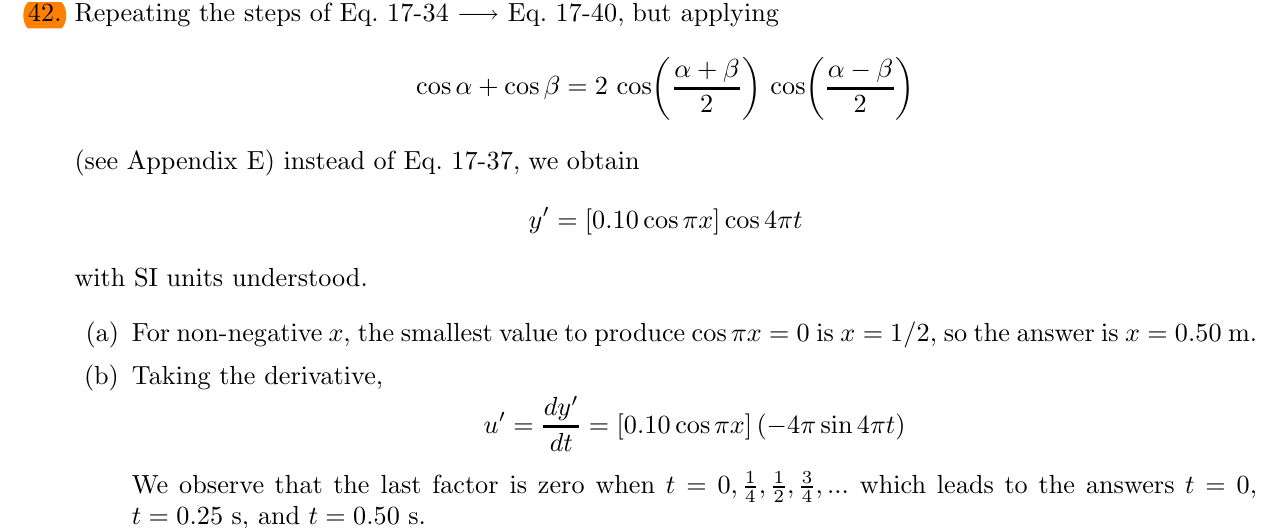 42. Repeating the steps of Eq. 17-34 ⟶ Eq. 17-40, but applying
cos α + cos β = 2 cos((α + β)/2) cos((α − β)/2)
(see Appendix E) instead of Eq. 17-37, we obtain
y′ = [0.10 cos πx] cos 4πt
with SI units understood.
(a) For non-negative x, the smallest value to produce cos πx = 0 is x = 1/2, so the answer is x = 0.50 m.
(b) Taking the derivative,
u′ = dy′/dt = [0.10 cos πx] (−4π sin 4πt)
We observe that the last factor is zero when t = 0, 1/4, 1/2, 3/4, ... which leads to the answers t = 0,
t = 0.25 s, and t = 0.50 s.